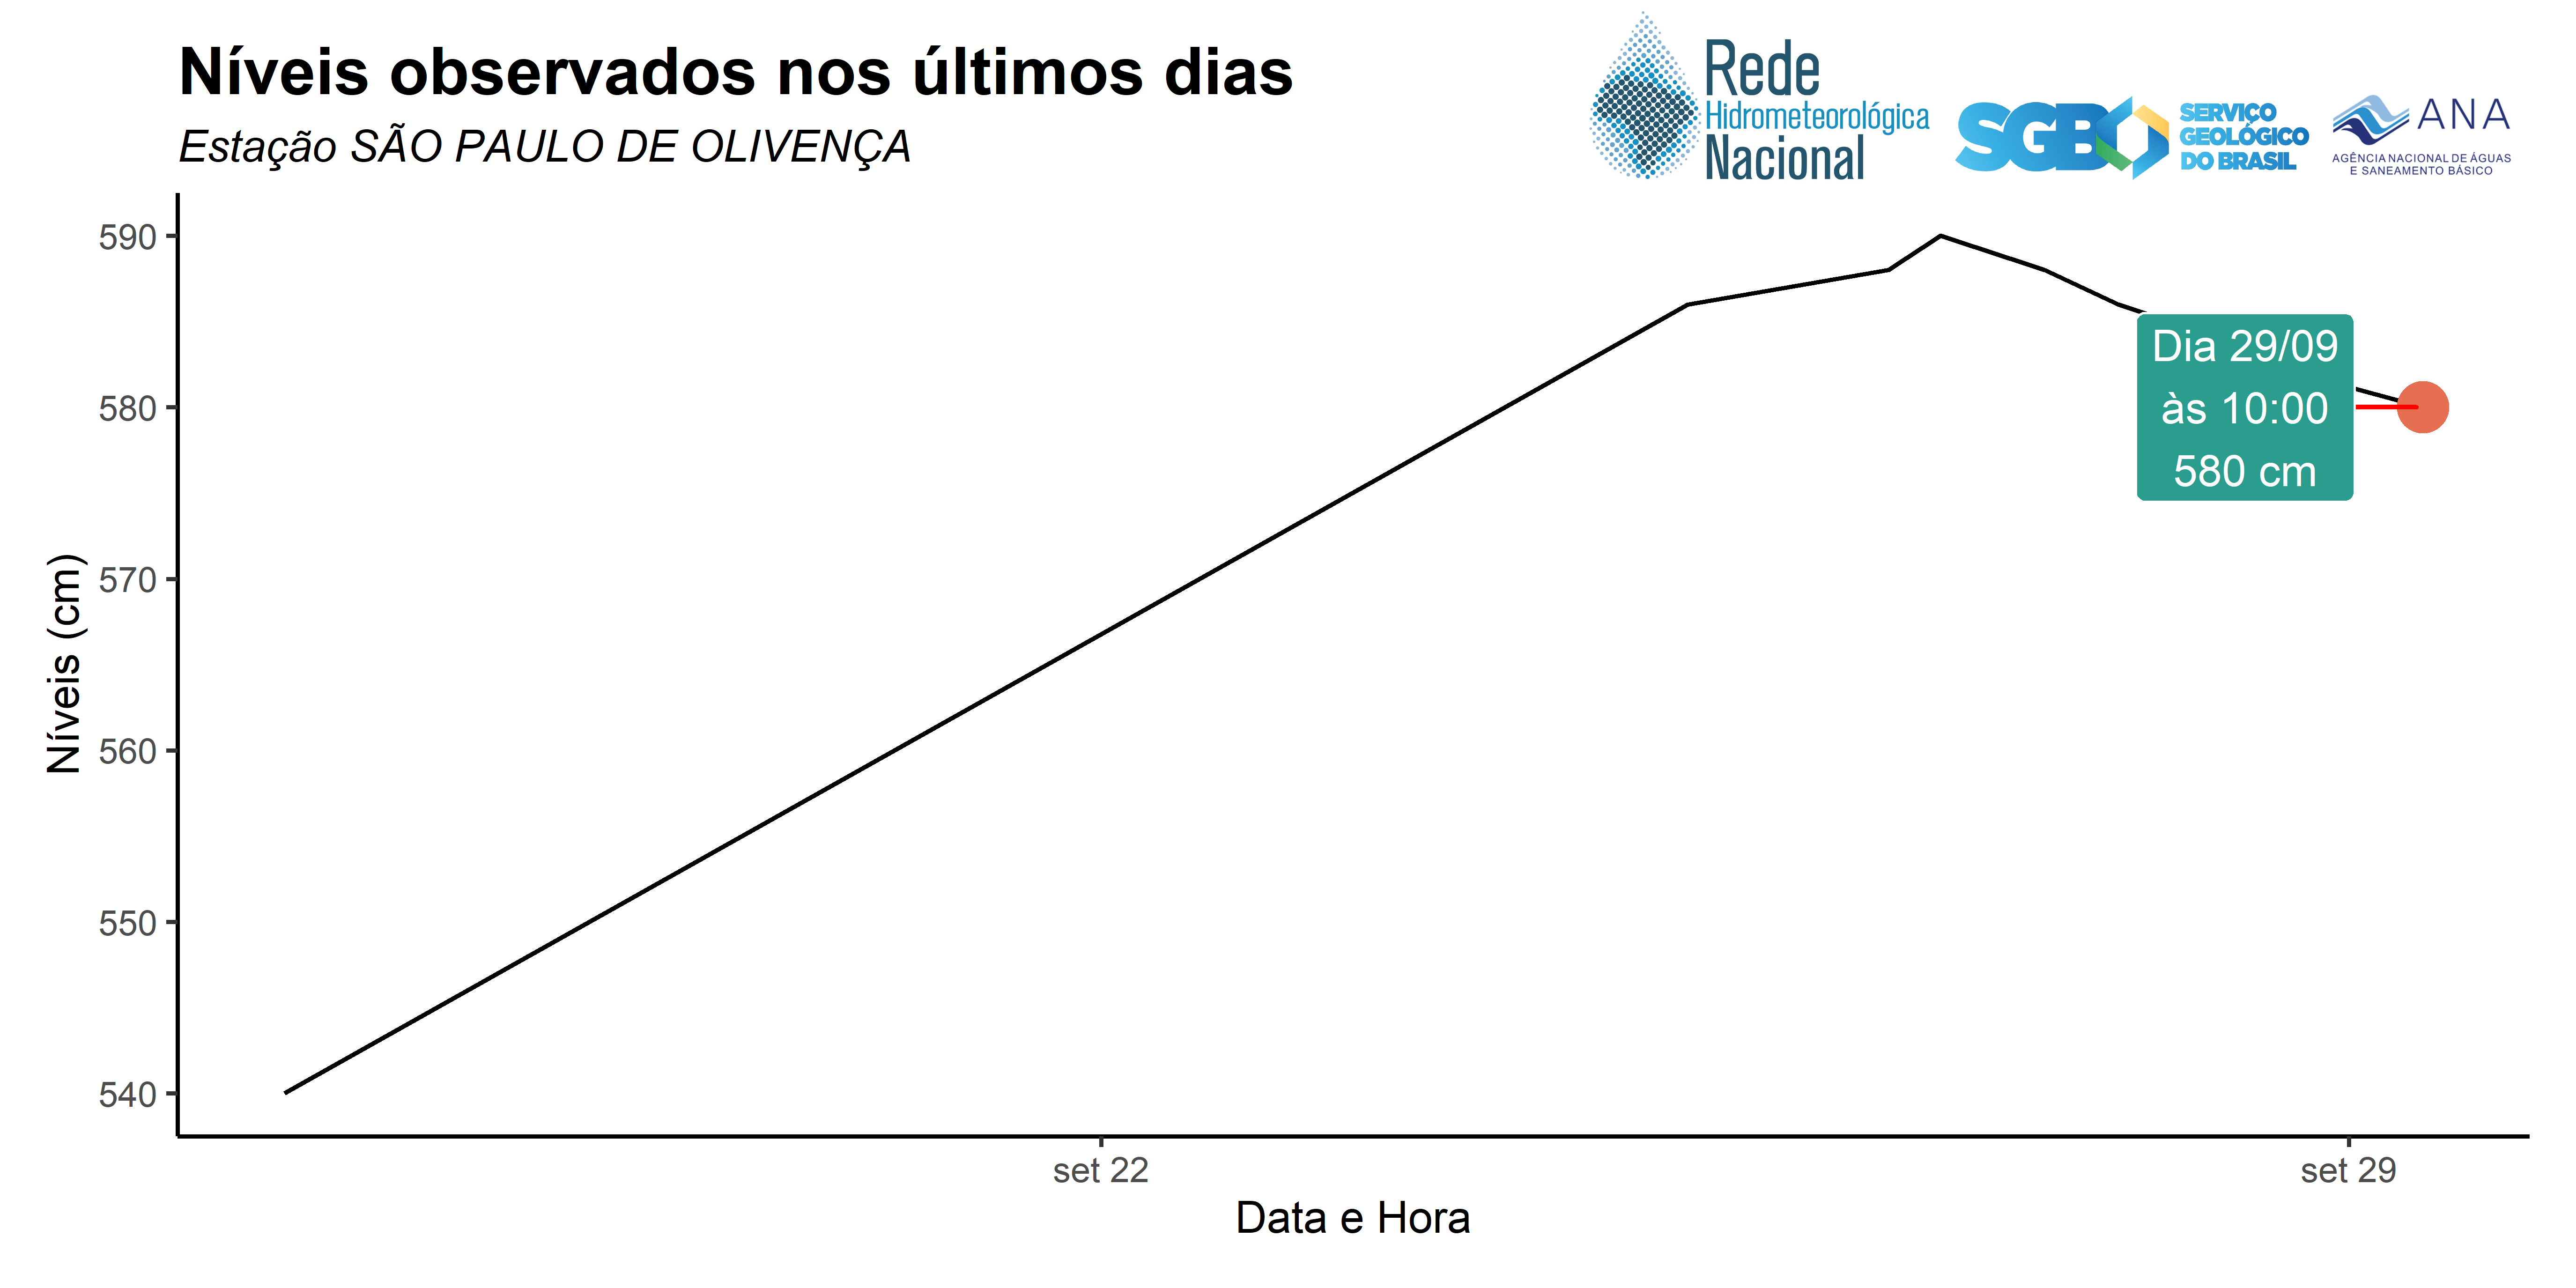 Níveis observados nos últimos dias
Estação SÃO PAULO DE OLIVENÇA
Rede
Hidrometeorológica
Nacional
SGB
SERVIÇO
GEOLÓGICO
DO BRASIL
ANA
AGÊNCIA NACIONAL DE ÁGUAS
E SANEAMENTO BÁSICO
Níveis (cm)
590
580
570
560
550
540
Dia 29/09
às 10:00
580 cm
set 22
set 29
Data e Hora